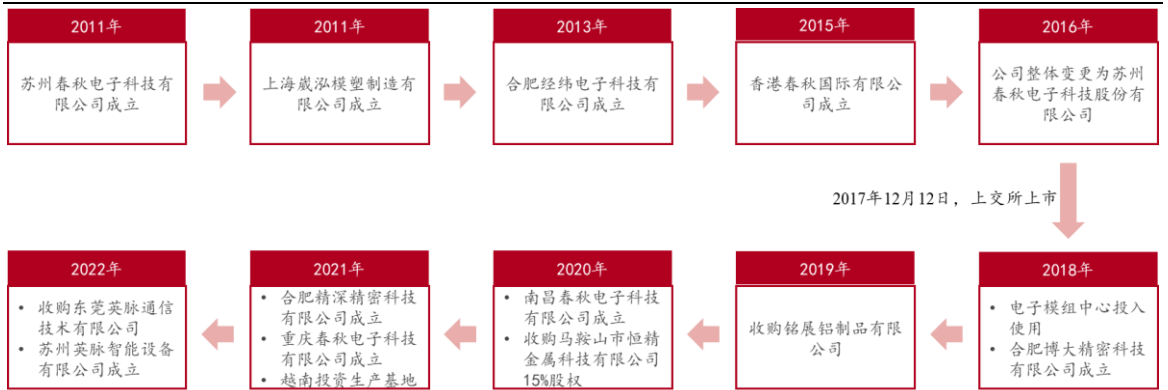 2011年
苏州春秋电子科技有
限公司成立
2011年
上海崴泓模塑制造有
限公司成立
2013年
合肥经纬电子科技有
限公司成立
2015年
香港春秋国际有限公
司成立
2016年
公司整体变更为苏州
春秋电子科技股份有
限公司
2017年12月12日，上交所上市
2018年
• 电子模组中心投入
使用
• 合肥博大精密科技
有限公司成立
2019年
收购铭展铝制品有限
公司
2020年
• 南昌春秋电子科技
有限公司成立
• 收购马鞍山市恒精
金属科技有限公司
15%股权
2021年
• 合肥精深精密科技
有限公司成立
• 重庆春秋电子科技
有限公司成立
• 越南投资生产基地
2022年
• 收购东莞英脉通信
技术有限公司
• 苏州英脉智能设备
有限公司成立